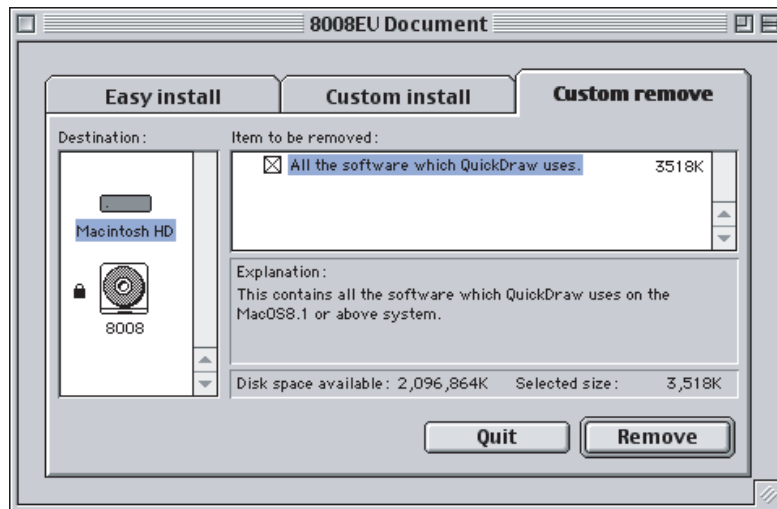 8008EU Document
Easy install
Custom install
Custom remove
Destination:
Macintosh HD
8008
Item to be removed:
All the software which QuickDraw uses. 3518K
Explanation:
This contains all the software which QuickDraw uses on the
MacOS8.1 or above system.
Disk space available: 2,096,864K Selected size: 3,518K
Quit
Remove